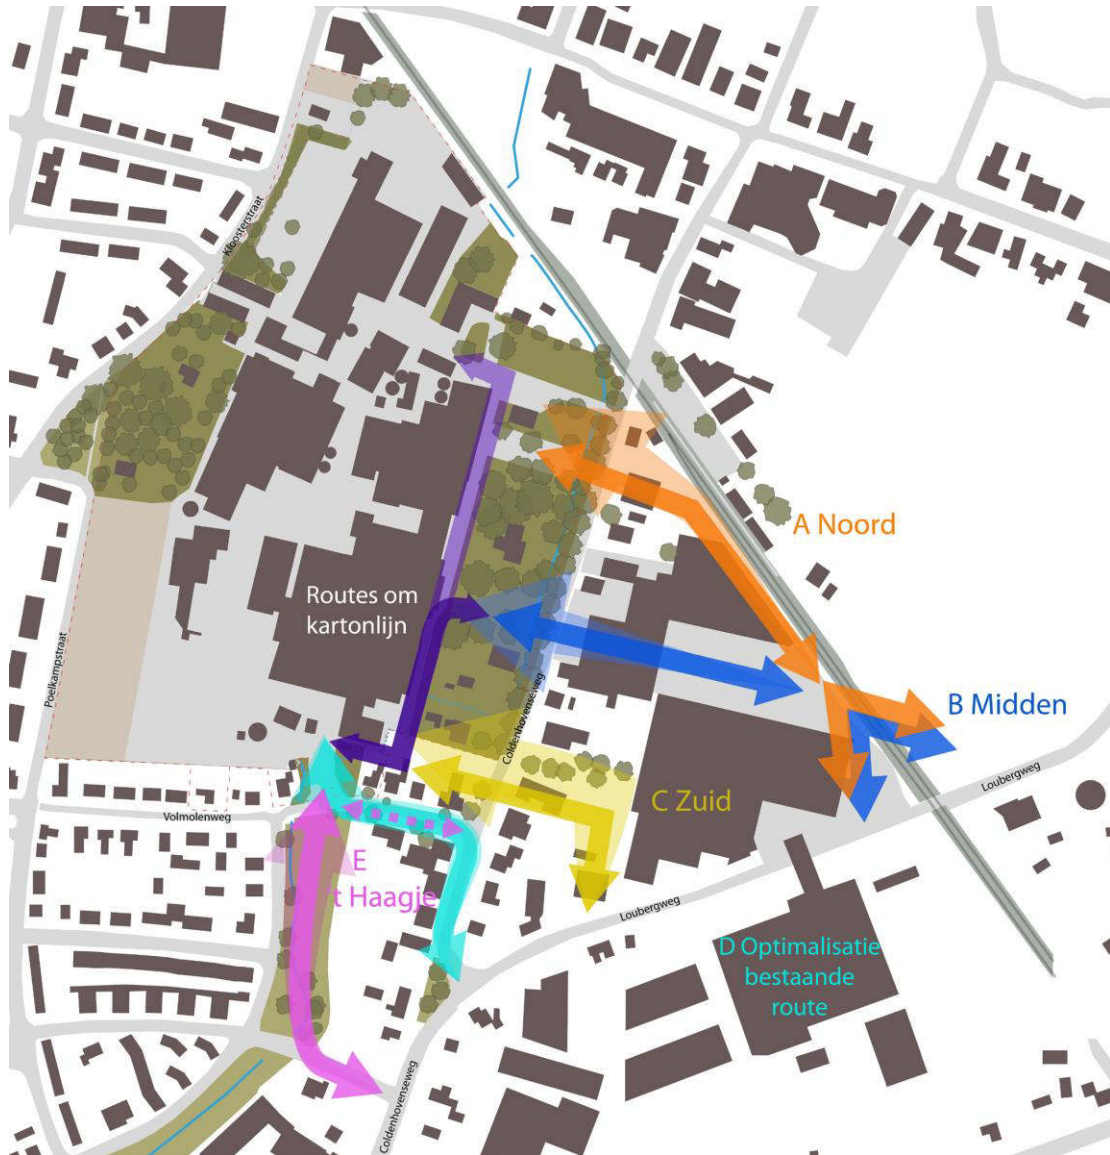 Kloosterstraat
A Noord
Routes om
kartonlijn
Poelkampstraat
Coldenhovenseweg
B Midden
Loubergweg
C Zuid
Volmolenweg
E
t Haagje
Loubergweg
D Optimalisatie
bestaande
route
Coldenhovenseweg